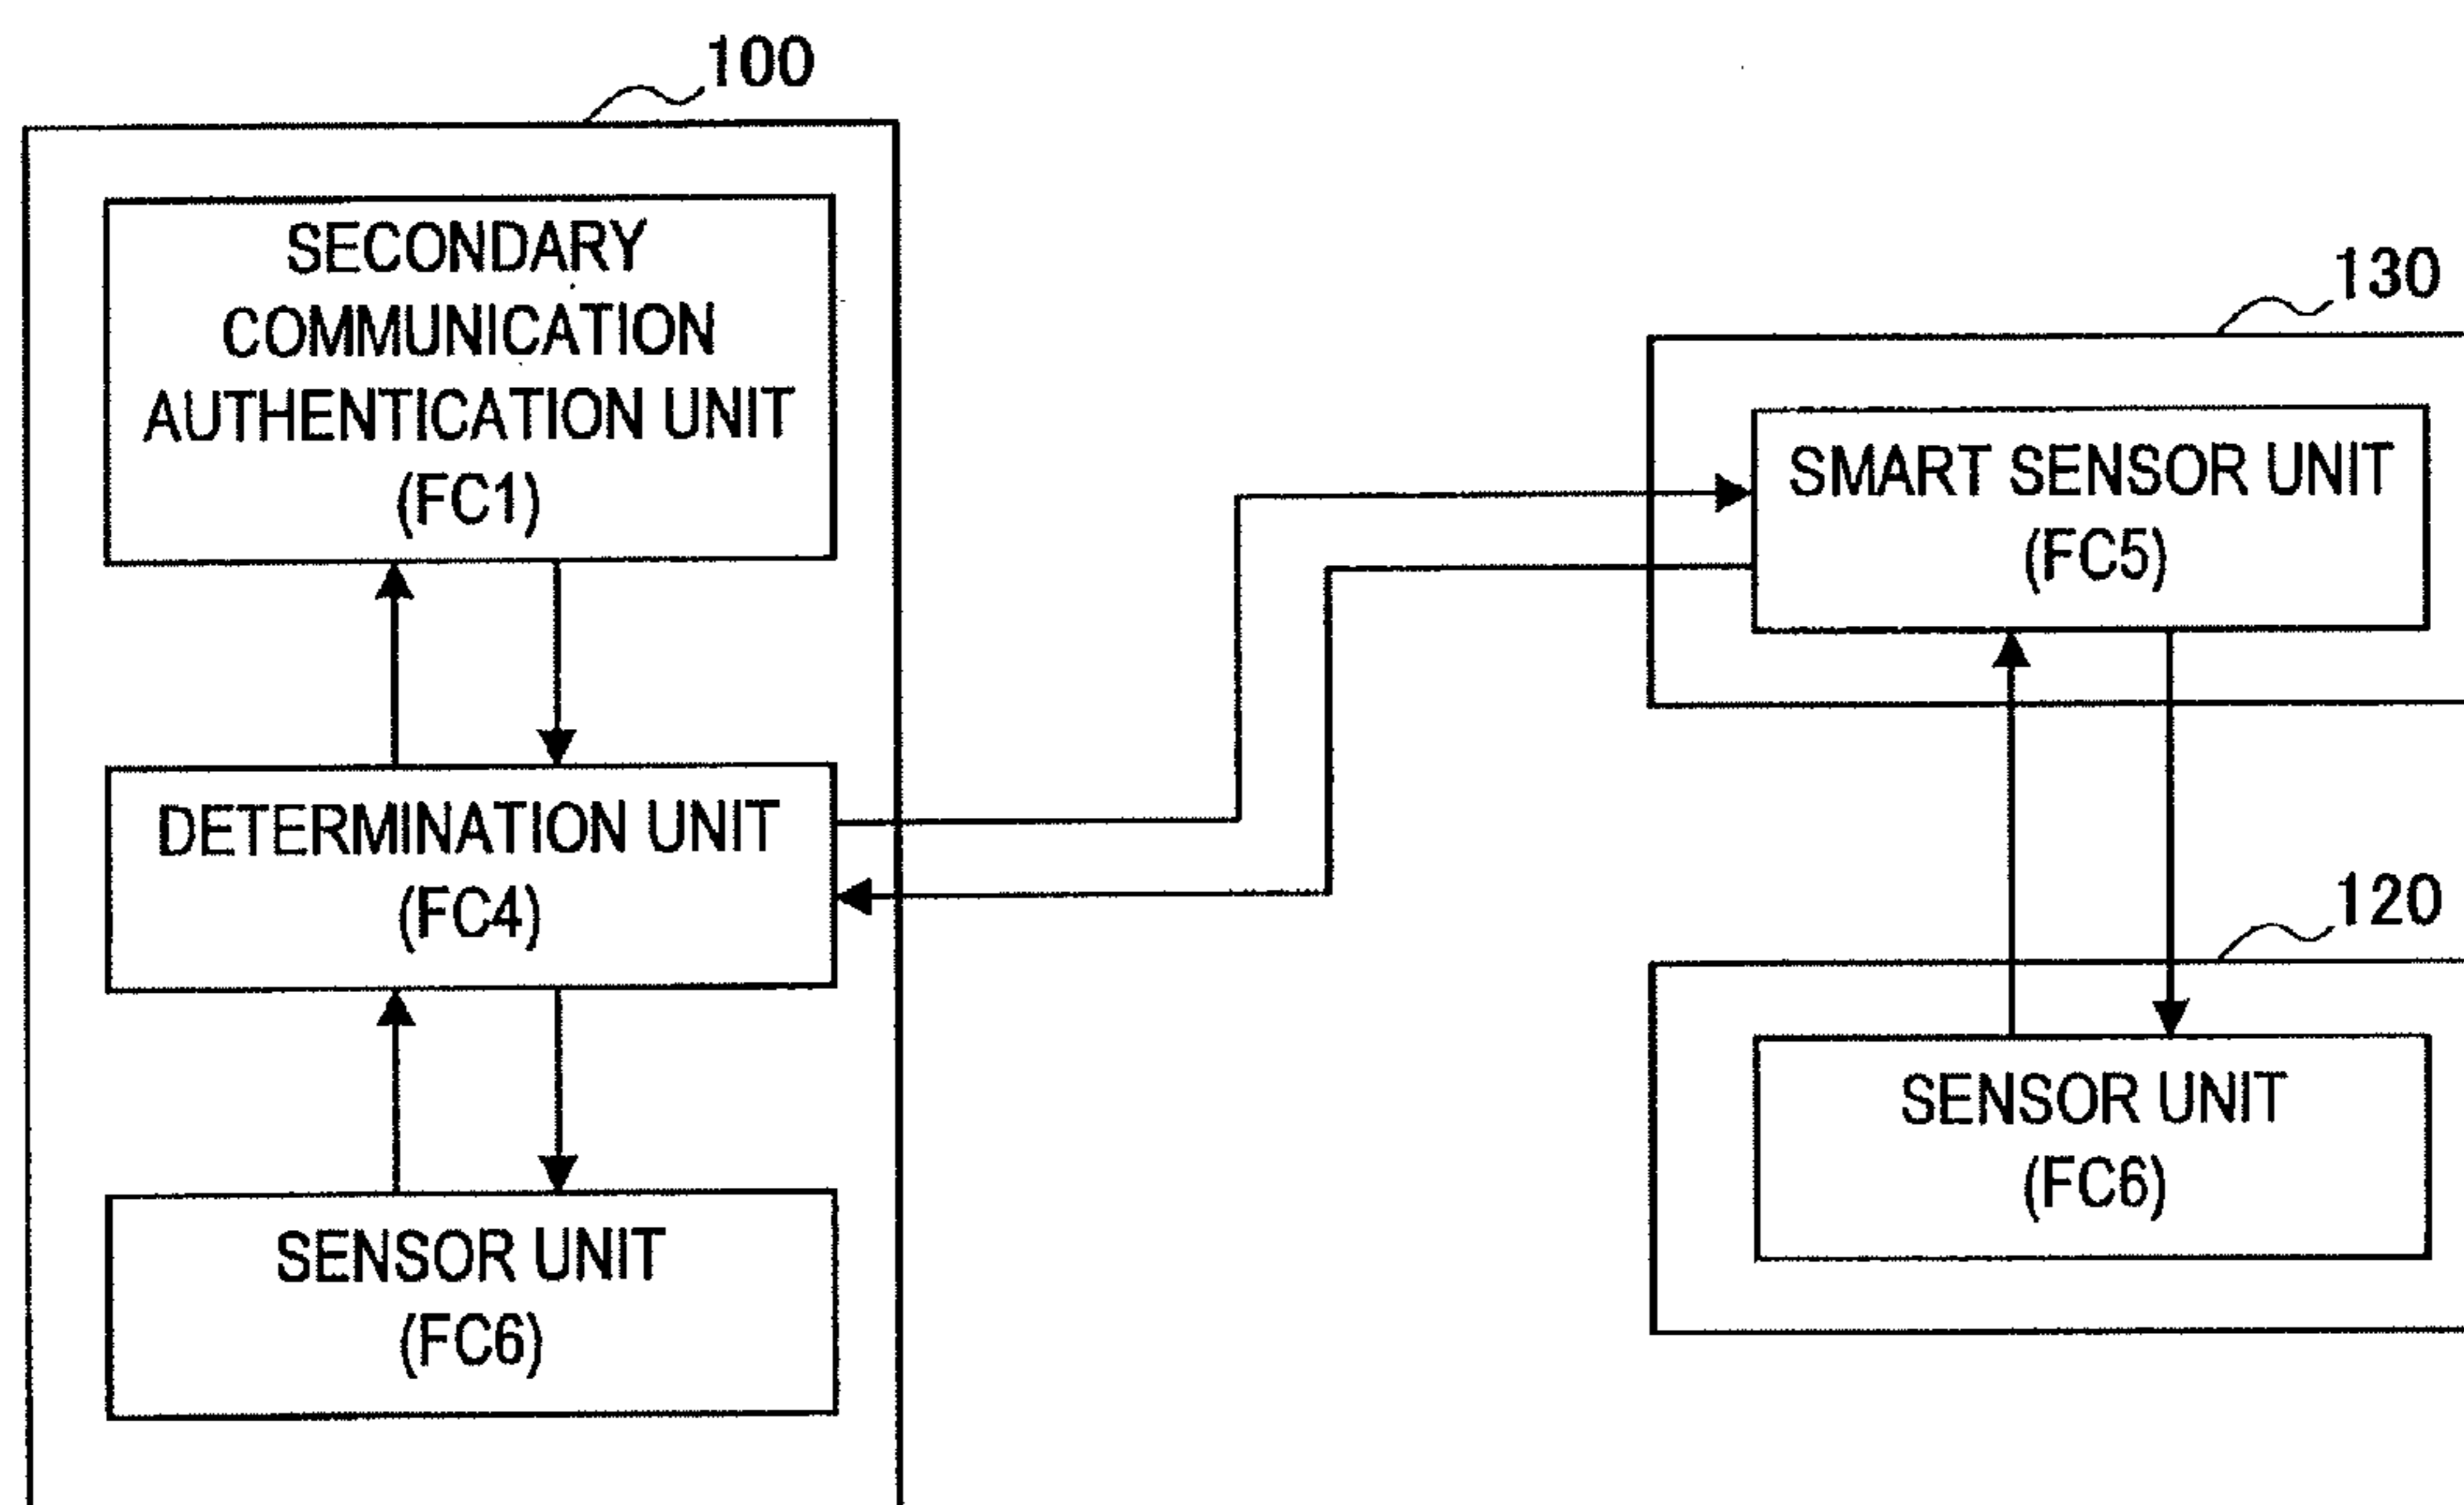 100
SECONDARY
COMMUNICATION
AUTHENTICATION UNIT
(FC1)
DETERMINATION UNIT
(FC4)
SENSOR UNIT
(FC6)
130
SMART SENSOR UNIT
(FC5)
120
SENSOR UNIT
(FC6)